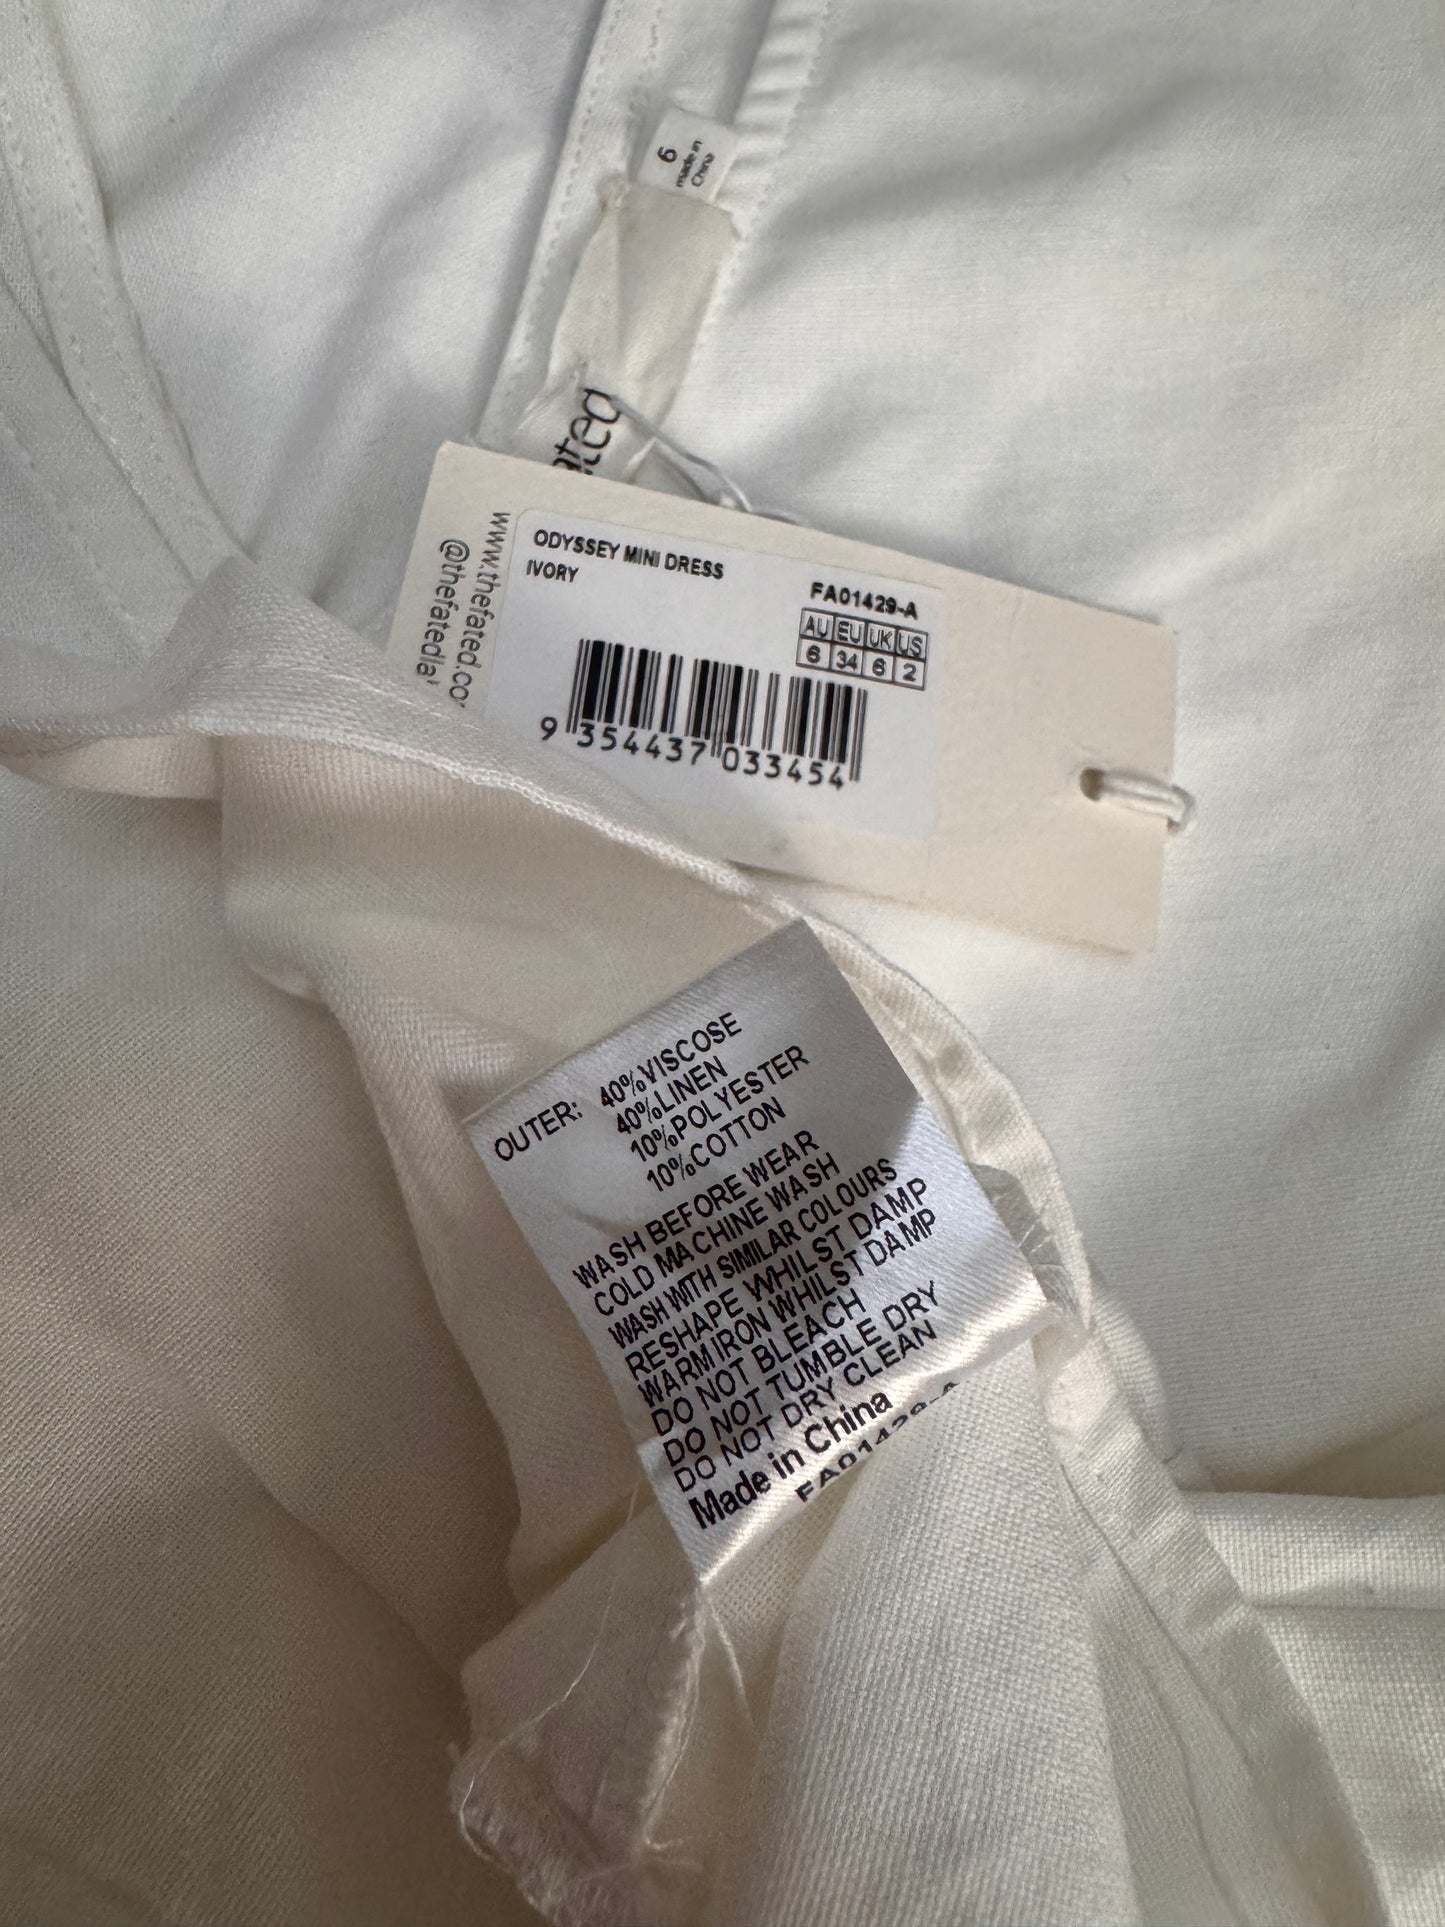 6
made in
China
www.thefated.co
ODYSSEY MINI DRESS
IVORY
FA01429-A
AU EU UK US
6 34 6 2
9 354437 033454
OUTER: 40%VISCOSE
40%LINEN
10%POLYESTER
10%COTTON
WASH BEFORE WEAR
COLD MACHINE WASH
WASH WITH SIMILAR COLOURS
RESHAPE WHILST DAMP
WARM IRON WHILST DAMP
DO NOT BLEACH
DO NOT TUMBLE DRY
DO NOT DRY CLEAN
Made in China
FA01429-A